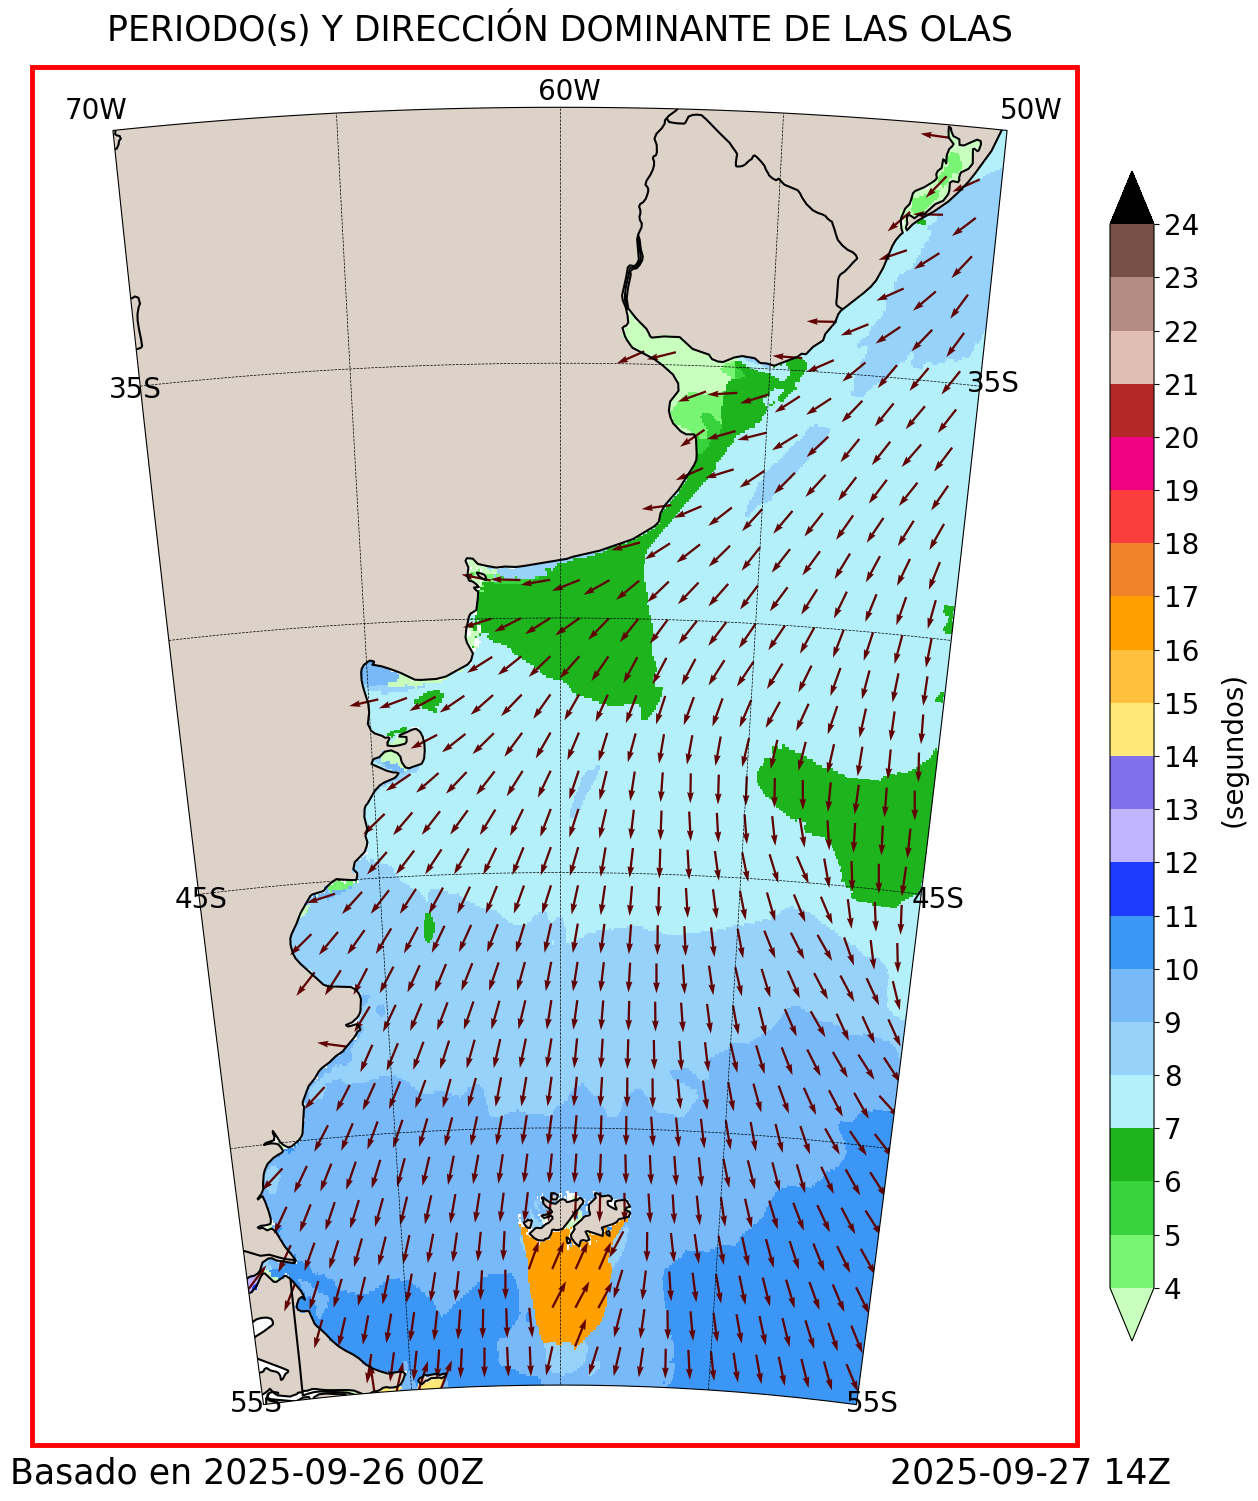 PERIODO(s) Y DIRECCIÓN DOMINANTE DE LAS OLAS
70W
60W
50W
35S
35S
45S
45S
55S
55S
24
23
22
21
20
19
18
17
16
15
14
13
12
11
10
9
8
7
6
5
4
(segundos)
Basado en 2025-09-26 00Z
2025-09-27 14Z